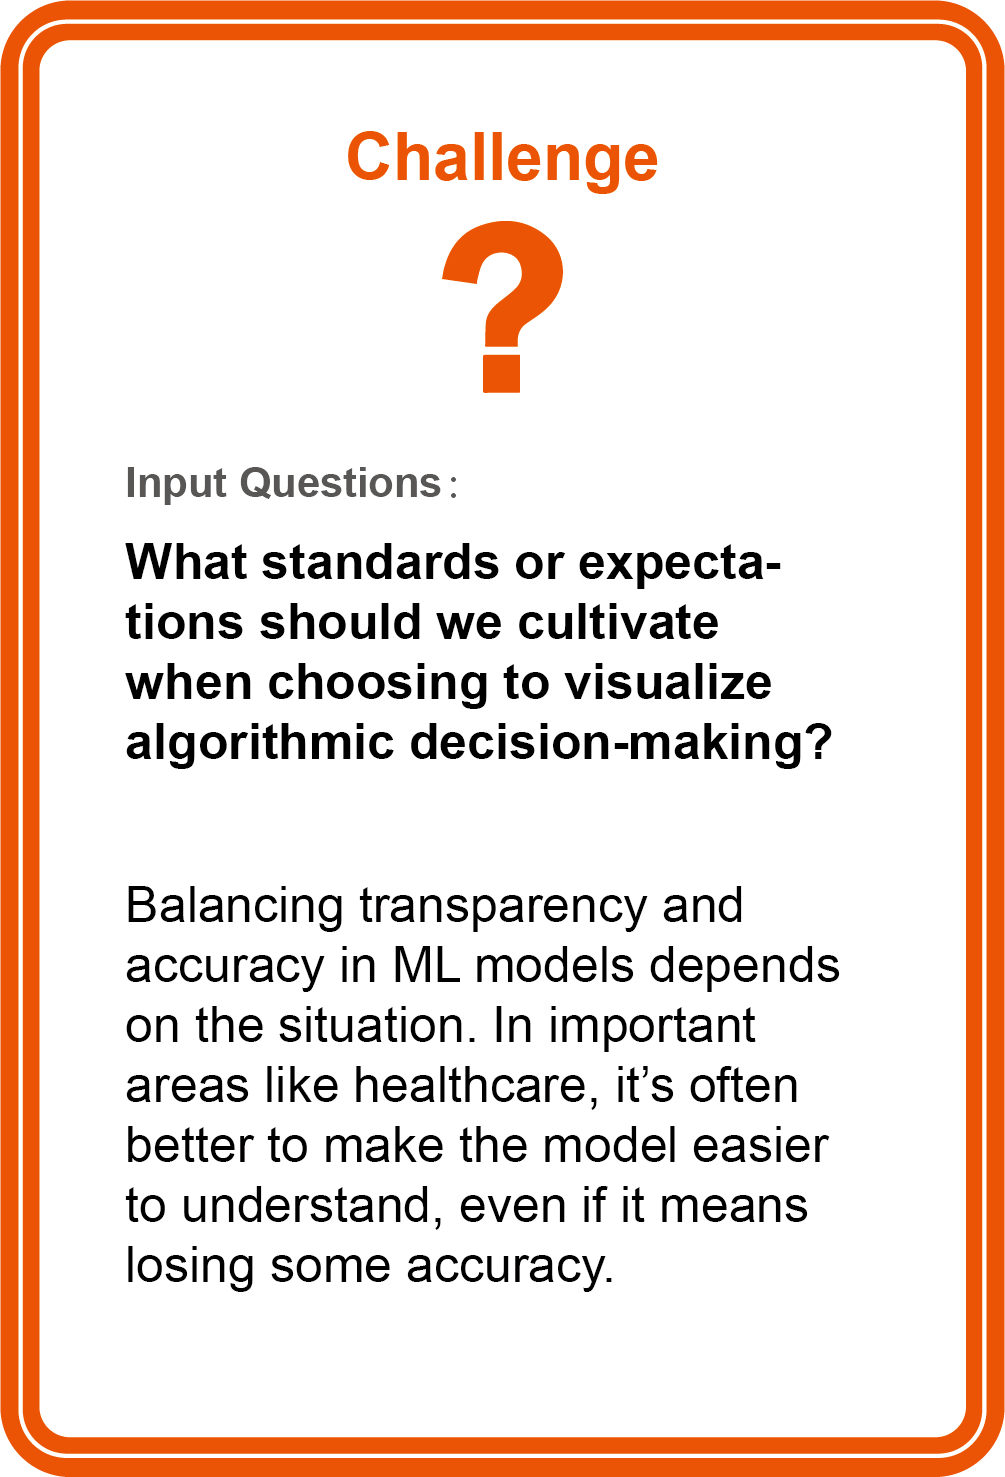 Challenge
?
Input Questions：
What standards or expecta-
tions should we cultivate
when choosing to visualize
algorithmic decision-making?
Balancing transparency and
accuracy in ML models depends
on the situation. In important
areas like healthcare, it’s often
better to make the model easier
to understand, even if it means
losing some accuracy.